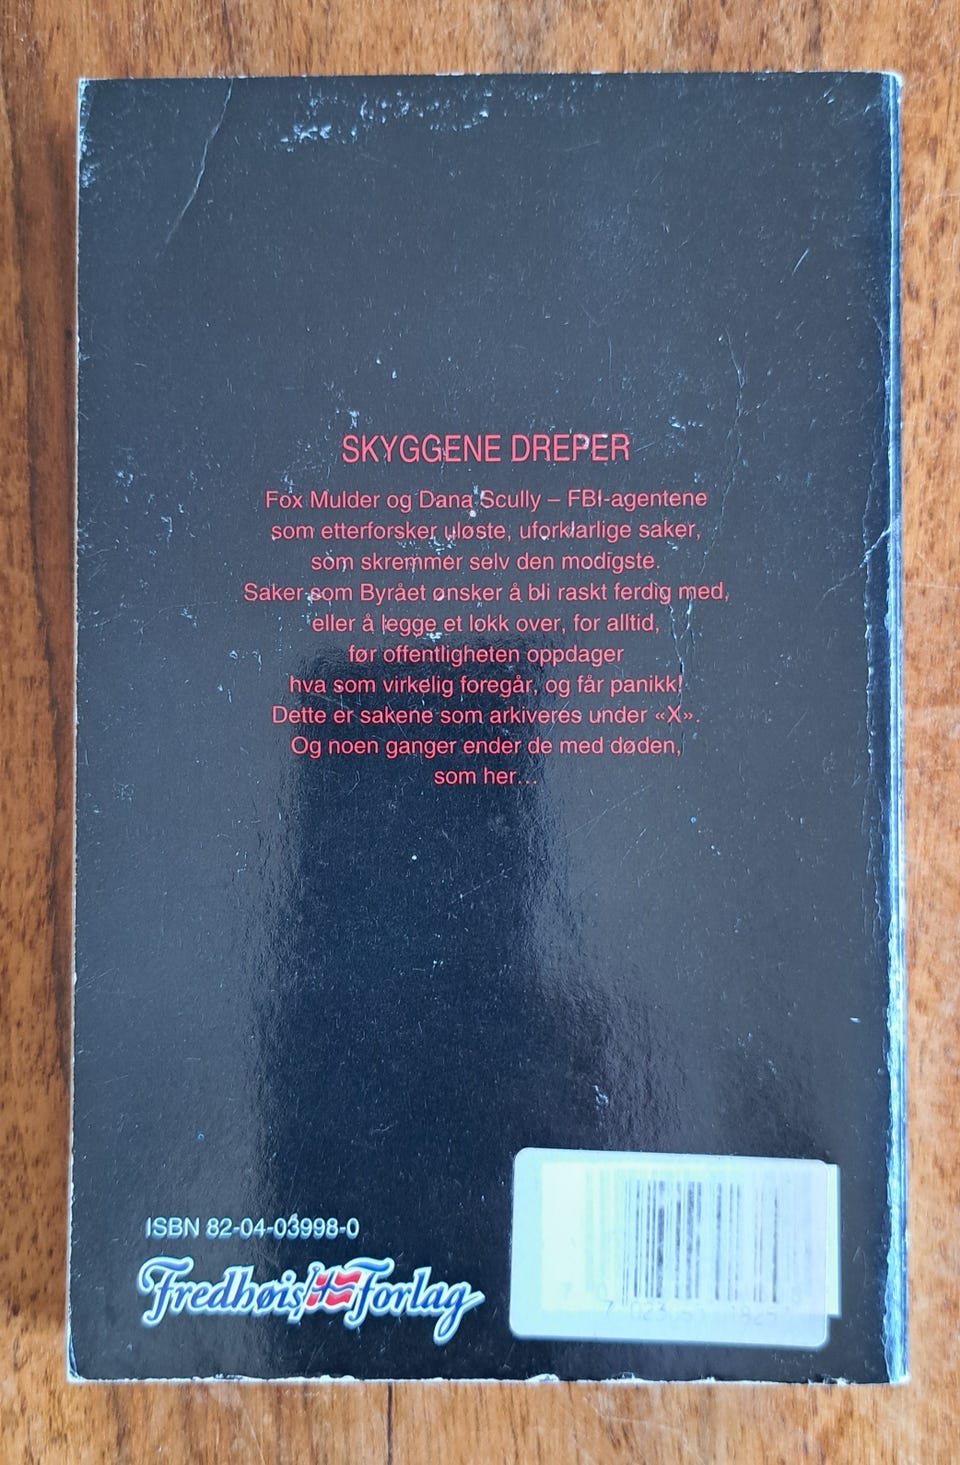 SKYGGENE DREPER
Fox Mulder og Dana Scully – FBI-agentene
som etterforsker uløste, uforklarlige saker,
som skremmer selv den modigste.
Saker som Byrået ønsker å bli raskt ferdig med,
eller å legge et lokk over, for alltid,
før offentligheten oppdager
hva som virkelig foregår, og får panikk!
Dette er sakene som arkiveres under «X».
Og noen ganger ender de med døden,
som her…
ISBN 82-04-03998-0
Fredhøis Forlag